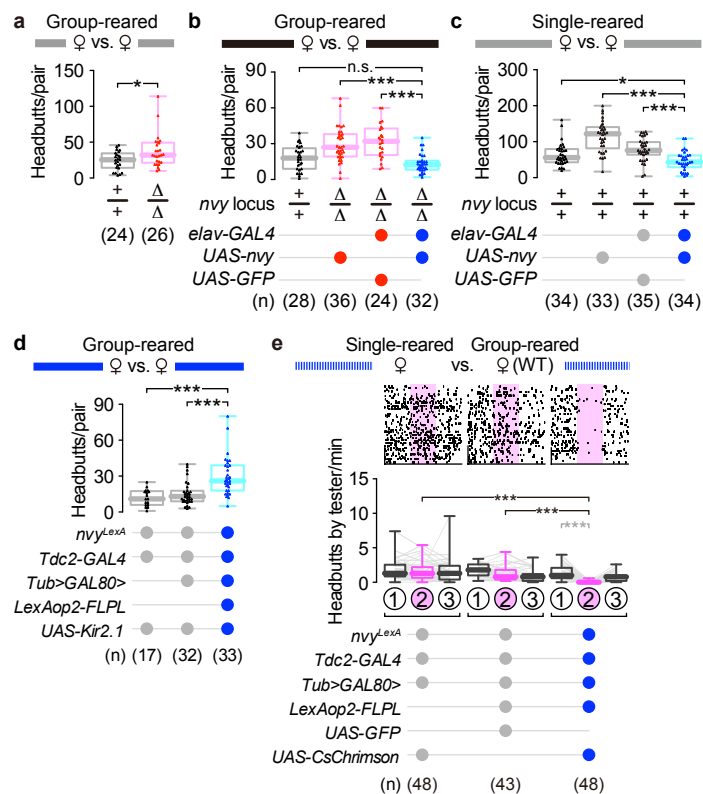 a
Group-reared
♀ vs. ♀
Headbutts/pair
150
100
50
0
*
+ Δ
+ Δ
(24) (26)
b
Group-reared
♀ vs. ♀
Headbutts/pair
90
60
30
0
n.s.
***
***
nvy locus
+ Δ Δ Δ
+ Δ Δ Δ
elav-GAL4
UAS-nvy
UAS-GFP
(n) (28) (36) (24) (32)
c
Single-reared
♀ vs. ♀
Headbutts/pair
300
200
100
0
*
***
***
nvy locus
+ + + +
+ + + +
elav-GAL4
UAS-nvy
UAS-GFP
(34) (33) (35) (34)
d
Group-reared
♀ vs. ♀
Headbutts/pair
90
60
30
0
***
***
nvyLexA
Tdc2-GAL4
Tub>GAL80>
LexAop2-FLPL
UAS-Kir2.1
(n) (17) (32) (33)
e
Single-reared Group-reared
♀ vs. ♀ (WT)
Headbutts by tester/min
15
10
5
0
***
***
***
1 2 3 1 2 3 1 2 3
nvyLexA
Tdc2-GAL4
Tub>GAL80>
LexAop2-FLPL
UAS-GFP
UAS-CsChrimson
(n) (48) (43) (48)